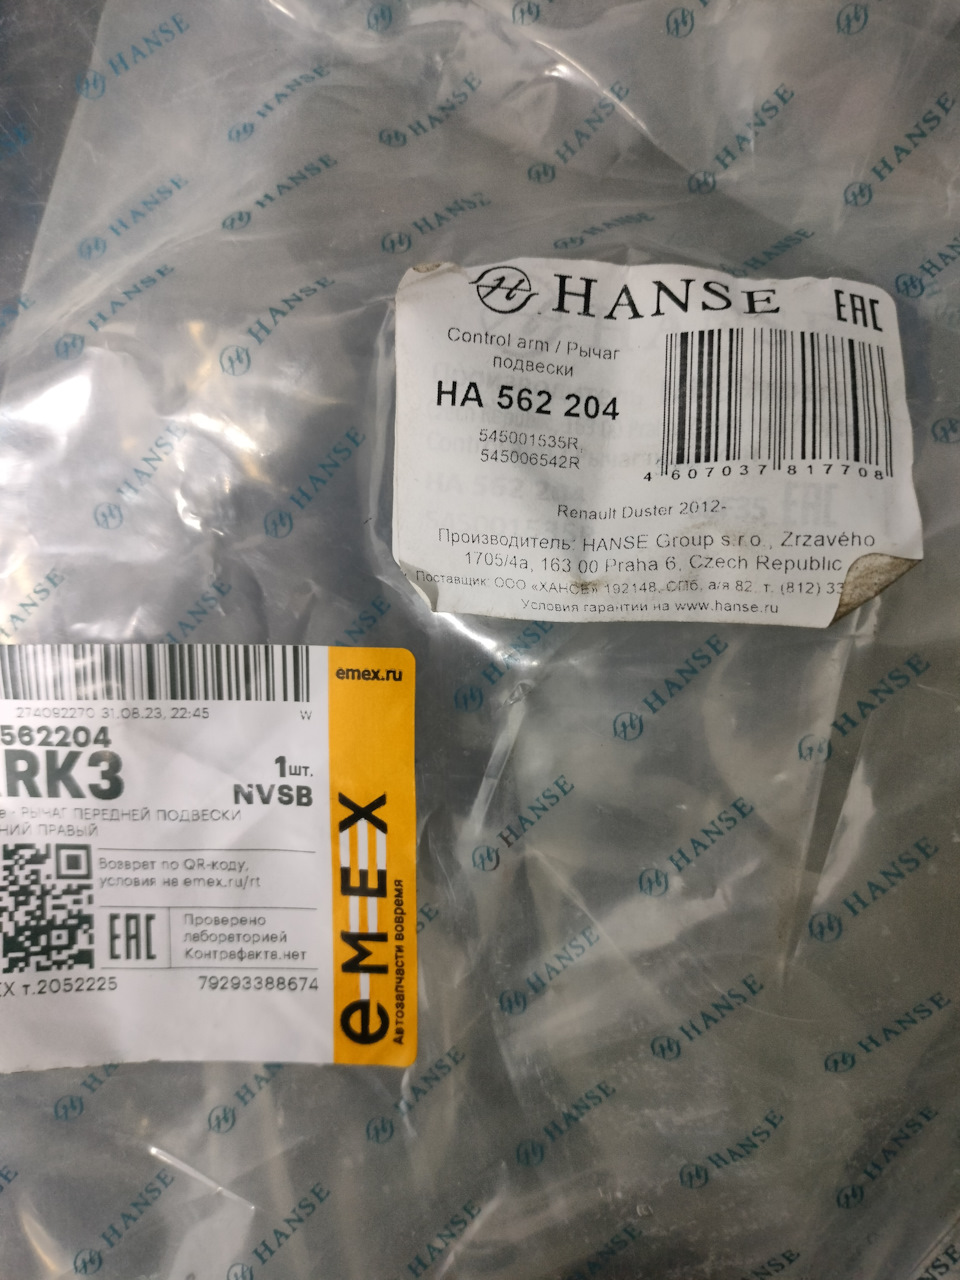 HANSE
EAC
Control arm / Рычаг
подвески
HA 562 204
545001535R,
545006542R
4 607037 817708
Renault Duster 2012-
Производитель: HANSE Group s.r.o., Zrzavého
1705/4a, 163 00 Praha 6, Czech Republic
Поставщик: ООО «ХАНСЕ» 192148, СПб, а/я 82, т. (812) 33
Условия гарантии на www.hanse.ru
emex.ru
274092270 31.08.23, 22:45
W
562204
RK3
1шт.
NVSB
РЫЧАГ ПЕРЕДНЕЙ ПОДВЕСКИ
НИЙ ПРАВЫЙ
Возврат по QR-коду,
условия на emex.ru/rt
EAC
Проверено
лабораторией
Контрафакта.нет
EX т.2052225
79293388674
e-MEX
Автозапчасти вовремя